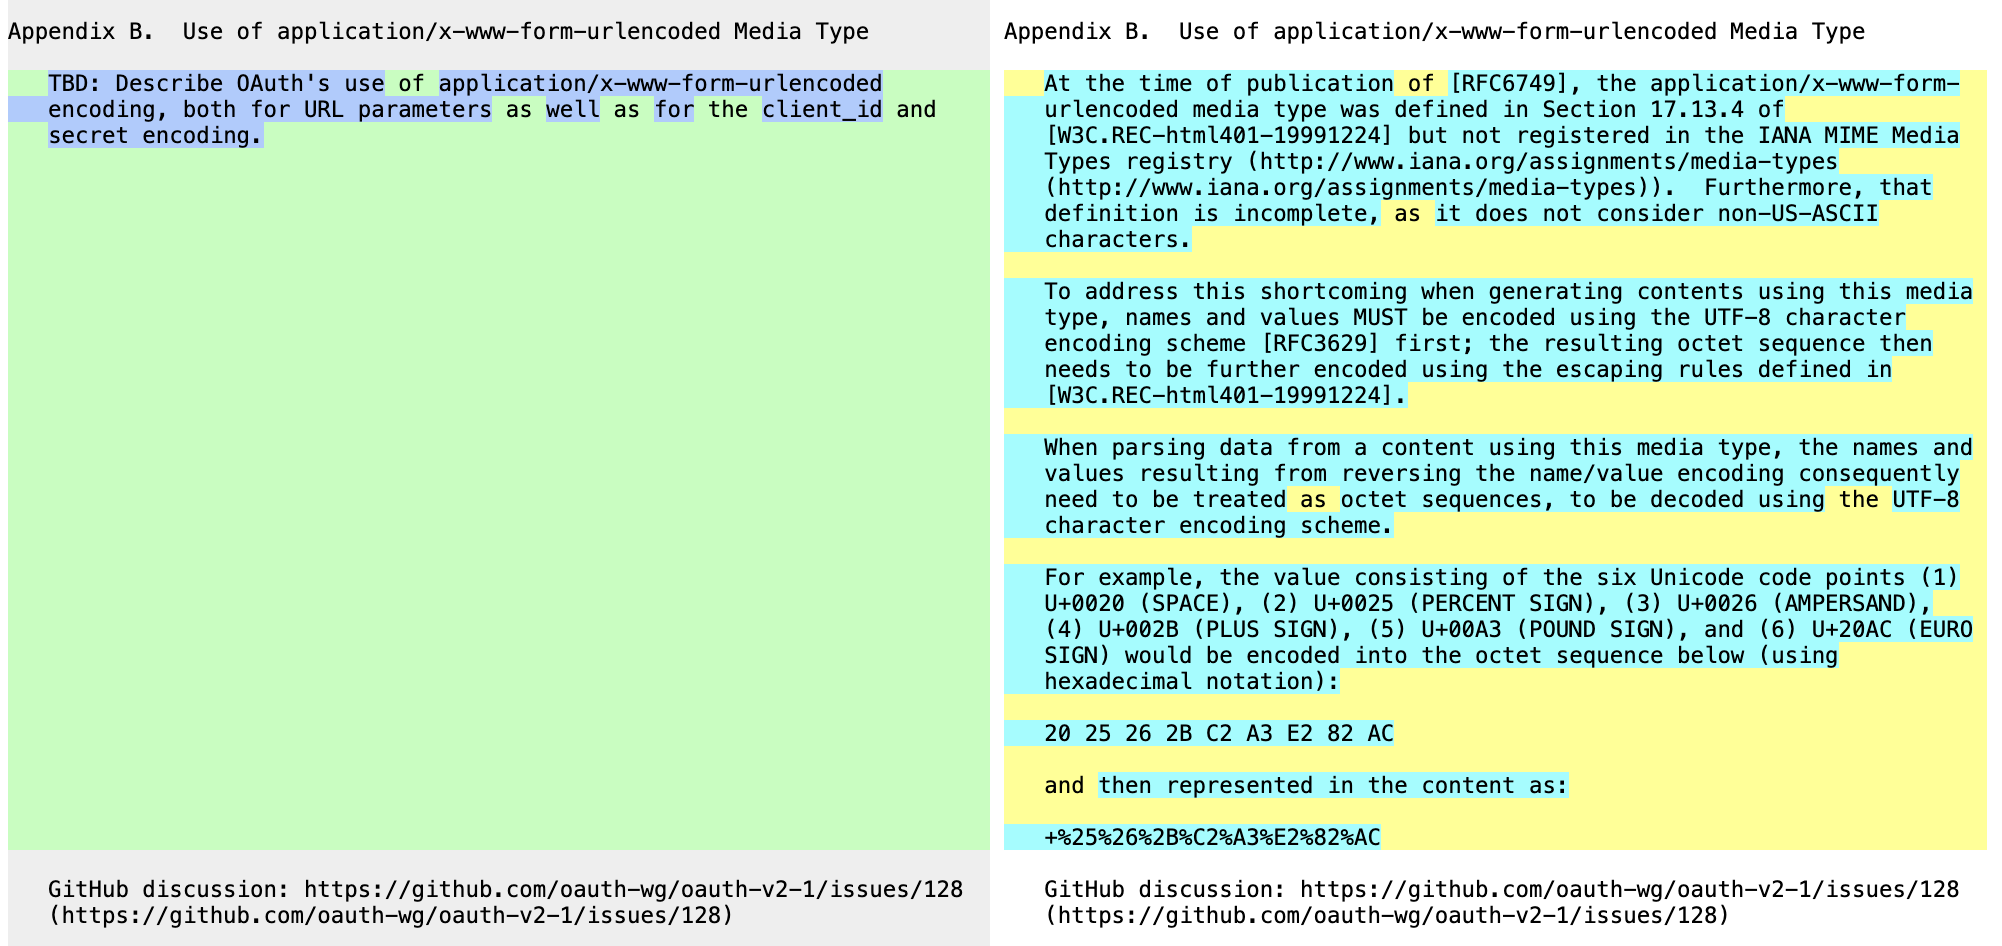 Appendix B.  Use of application/x-www-form-urlencoded Media Type
TBD: Describe OAuth's use of application/x-www-form-urlencoded
encoding, both for URL parameters as well as for the client_id and
secret encoding.
GitHub discussion: https://github.com/oauth-wg/oauth-v2-1/issues/128
(https://github.com/oauth-wg/oauth-v2-1/issues/128)
Appendix B.  Use of application/x-www-form-urlencoded Media Type
At the time of publication of [RFC6749], the application/x-www-form-
urlencoded media type was defined in Section 17.13.4 of
[W3C.REC-html401-19991224] but not registered in the IANA MIME Media
Types registry (http://www.iana.org/assignments/media-types
(http://www.iana.org/assignments/media-types)).  Furthermore, that
definition is incomplete, as it does not consider non-US-ASCII
characters.
To address this shortcoming when generating contents using this media
type, names and values MUST be encoded using the UTF-8 character
encoding scheme [RFC3629] first; the resulting octet sequence then
needs to be further encoded using the escaping rules defined in
[W3C.REC-html401-19991224].
When parsing data from a content using this media type, the names and
values resulting from reversing the name/value encoding consequently
need to be treated as octet sequences, to be decoded using the UTF-8
character encoding scheme.
For example, the value consisting of the six Unicode code points (1)
U+0020 (SPACE), (2) U+0025 (PERCENT SIGN), (3) U+0026 (AMPERSAND),
(4) U+002B (PLUS SIGN), (5) U+00A3 (POUND SIGN), and (6) U+20AC (EURO
SIGN) would be encoded into the octet sequence below (using
hexadecimal notation):
20 25 26 2B C2 A3 E2 82 AC
and then represented in the content as:
+%25%26%2B%C2%A3%E2%82%AC
GitHub discussion: https://github.com/oauth-wg/oauth-v2-1/issues/128
(https://github.com/oauth-wg/oauth-v2-1/issues/128)